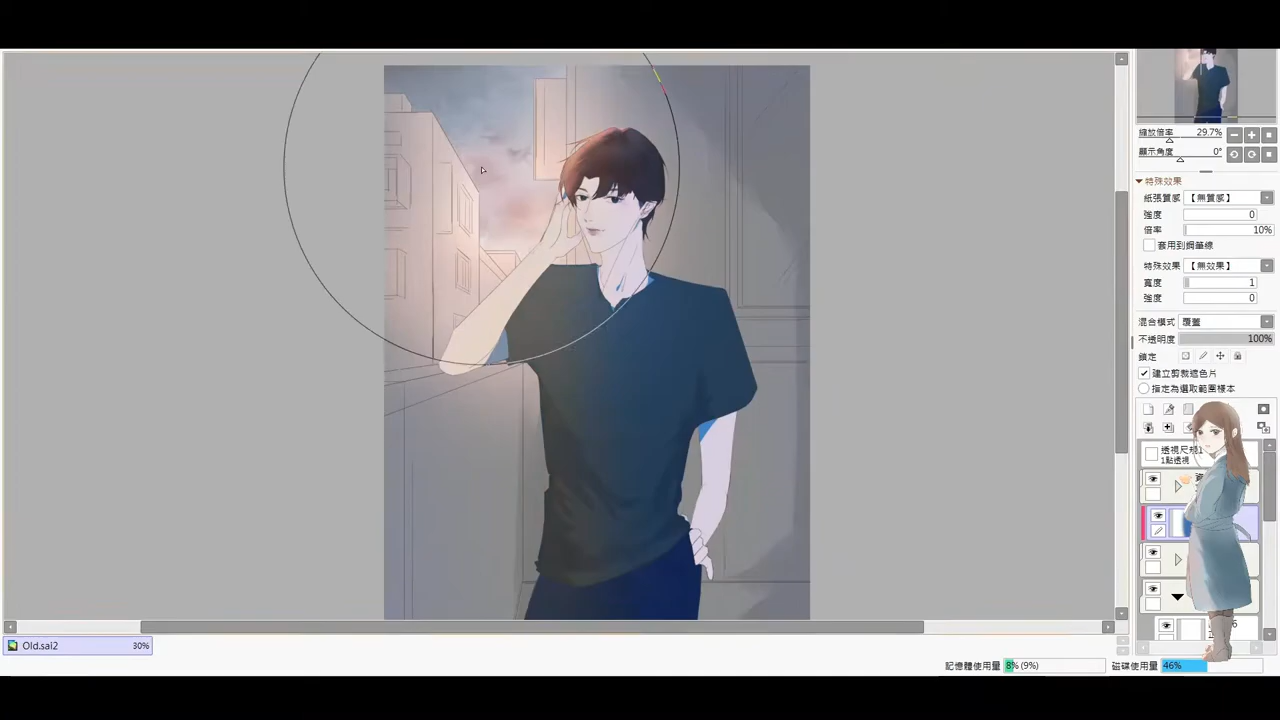 縮放倍率 29.7%
顯示角度 0°
特殊效果
紙張質感 【無質感】
強度 0
倍率 10%
套用到鋼筆線
特殊效果 【無效果】
寬度 1
強度 0
混合模式 覆蓋
不透明度 100%
鎖定
建立剪裁遮色片
指定為選取範圍樣本
透視尺規1
1點透視
Old.sai2 30%
記憶體使用量 8% (9%) 磁碟使用量 46%